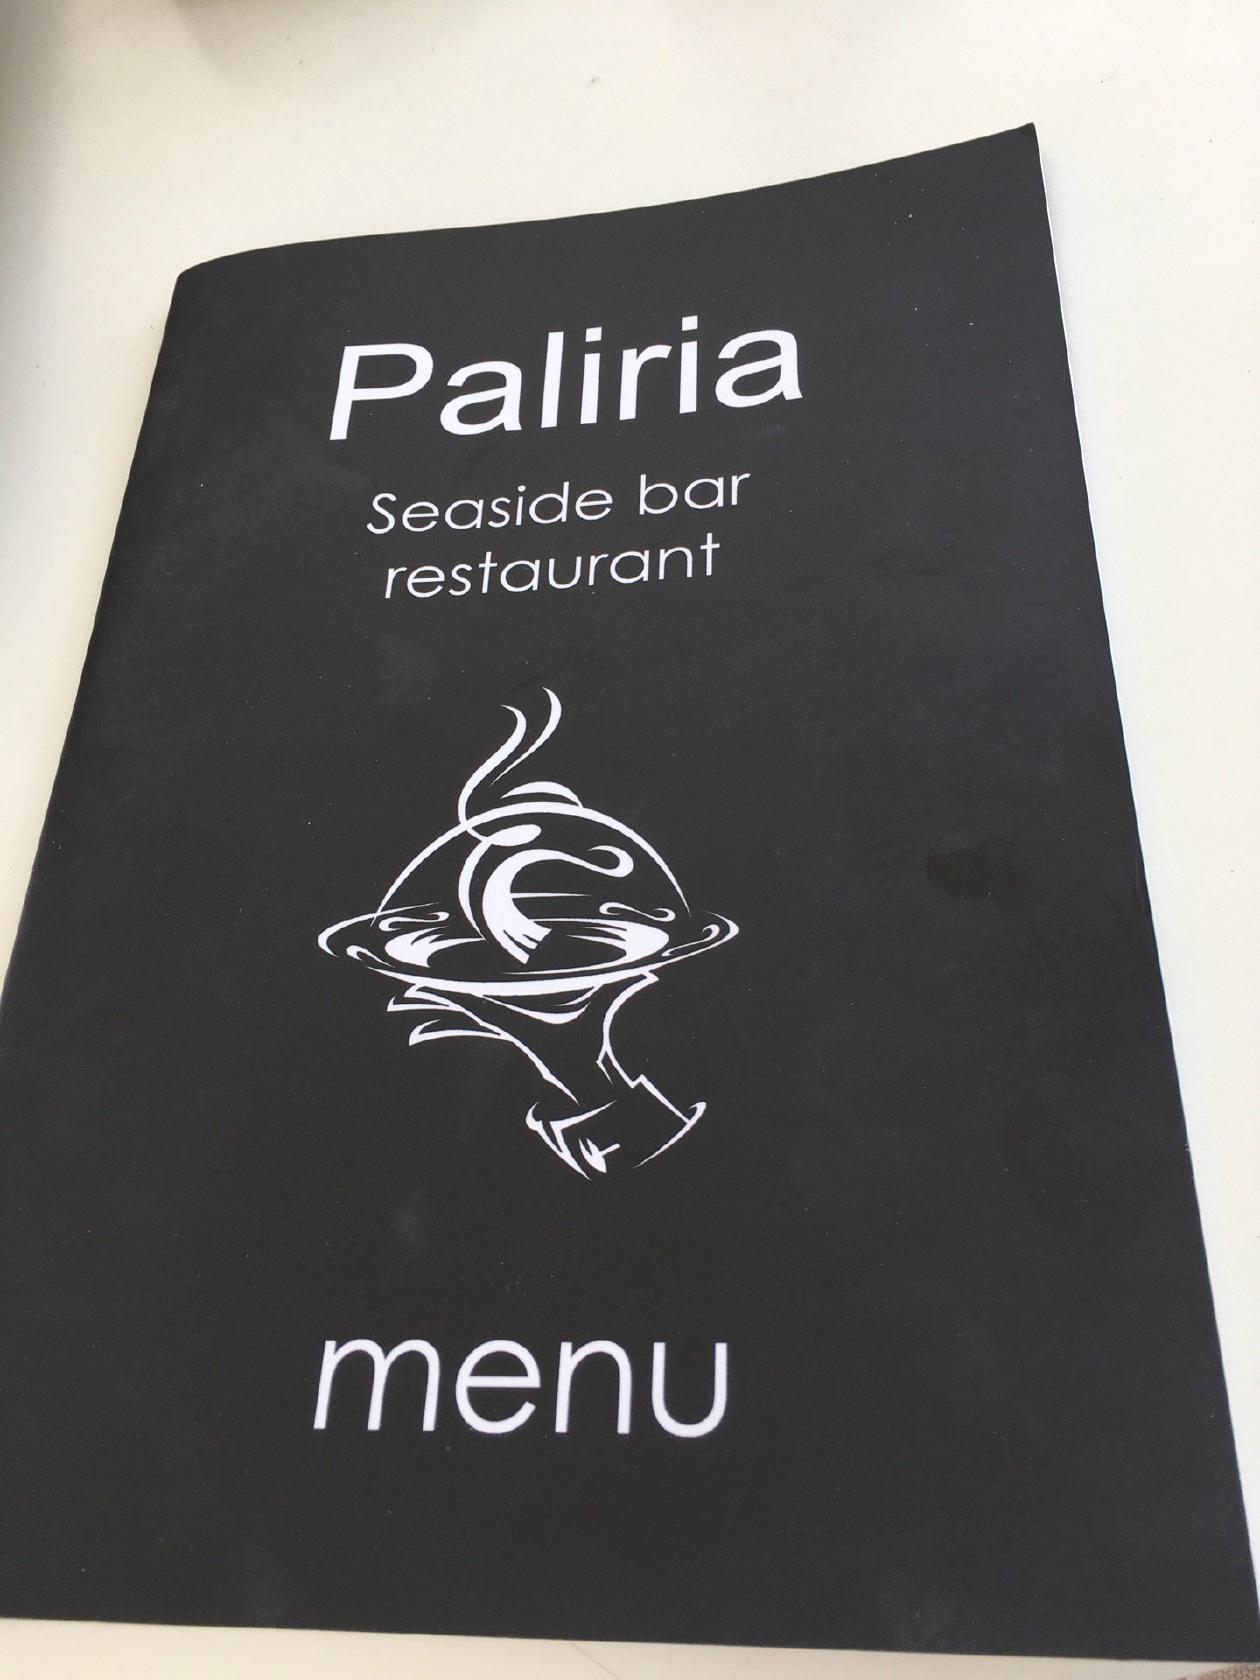 Paliria
Seaside bar
restaurant
menu